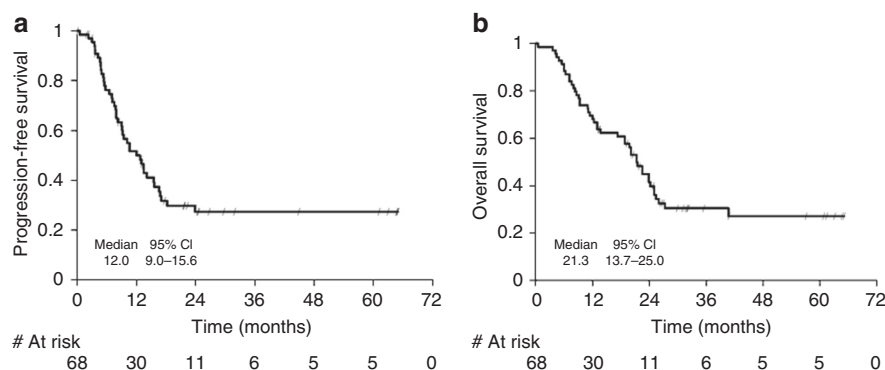 a
1
0.8
0.6
0.4
0.2
0
Progression-free survival
Median 95% CI
12.0 9.0–15.6
0 12 24 36 48 60 72
Time (months)
# At risk
68 30 11 6 5 5 0
b
1
0.8
0.6
0.4
0.2
0
Overall survival
Median 95% CI
21.3 13.7–25.0
0 12 24 36 48 60 72
Time (months)
# At risk
68 30 11 6 5 5 0